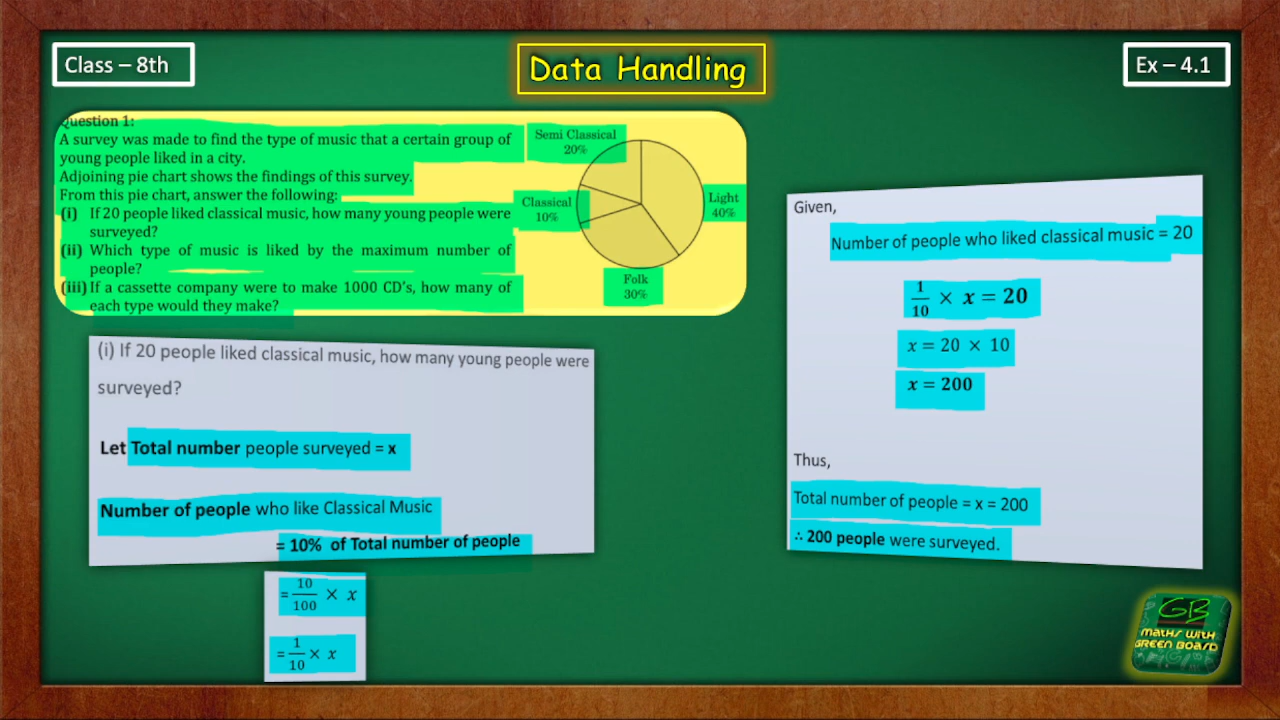 Class – 8th
Data Handling
Ex – 4.1
Question 1:
A survey was made to find the type of music that a certain group of
young people liked in a city.
Adjoining pie chart shows the findings of this survey.
From this pie chart, answer the following:
(i) If 20 people liked classical music, how many young people were
surveyed?
(ii) Which type of music is liked by the maximum number of
people?
(iii) If a cassette company were to make 1000 CD's, how many of
each type would they make?
Semi Classical
20%
Classical
10%
Light
40%
Folk
30%
(i) If 20 people liked classical music, how many young people were
surveyed?
Let Total number people surveyed = x
Number of people who like Classical Music
= 10% of Total number of people
= 10/100 × x
= 1/10 × x
Given,
Number of people who liked classical music = 20
1/10 × x = 20
x = 20 × 10
x = 200
Thus,
Total number of people = x = 200
∴ 200 people were surveyed.
GB
MATHS WITH
GREEN BOARD